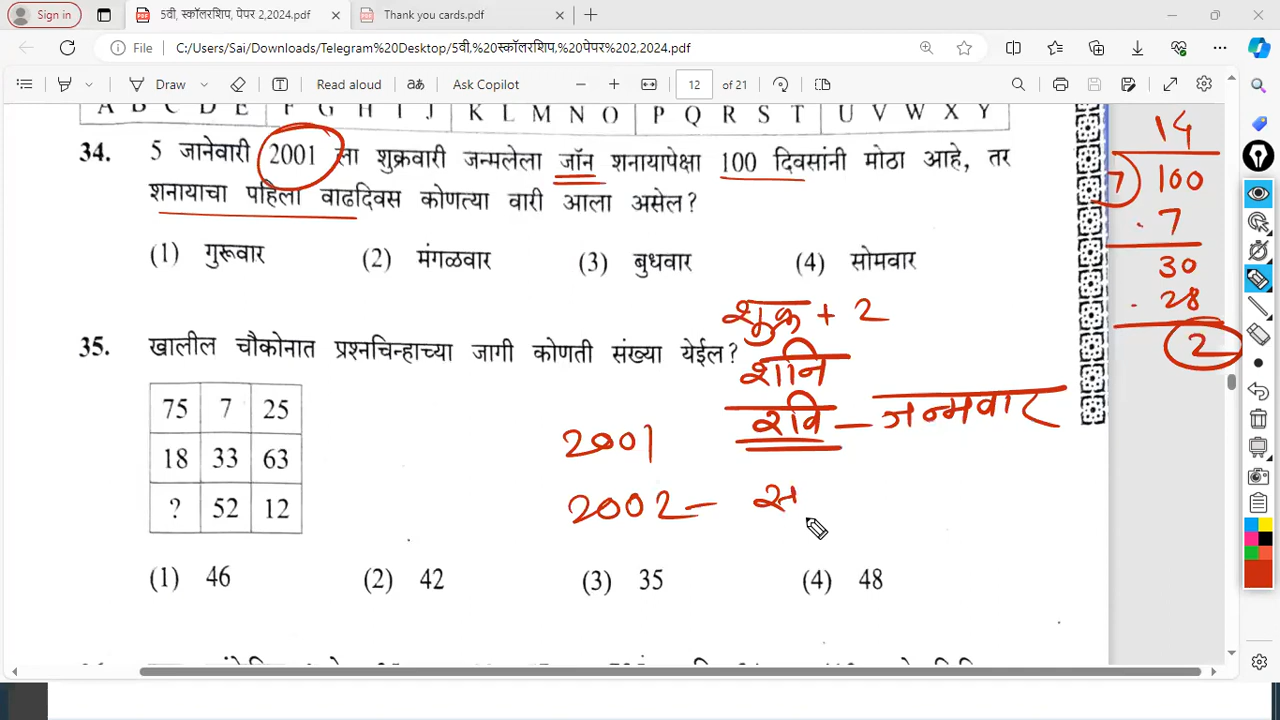 Sign in
5वी, स्कॉलरशिप, पेपर 2,2024.pdf
Thank you cards.pdf
File
C:/Users/Sai/Downloads/Telegram%20Desktop/5वी,%20स्कॉलरशिप,%20पेपर%202,2024.pdf
Draw
Read aloud
Ask Copilot
12 of 21
A B C D E F G H I J K L M N O P Q R S T U V W X Y
34. 5 जानेवारी 2001 ला शुक्रवारी जन्मलेला जॉन शनायापेक्षा 100 दिवसांनी मोठा आहे, तर
शनायाचा पहिला वाढदिवस कोणत्या वारी आला असेल?
(1) गुरूवार (2) मंगळवार (3) बुधवार (4) सोमवार
14
7) 100
7
30
28
2
शुक्र + 2
शनि
रवि – जन्मवार
2001
2002 – स
35. खालील चौकोनात प्रश्नचिन्हाच्या जागी कोणती संख्या येईल?
75 7 25
18 33 63
? 52 12
(1) 46 (2) 42 (3) 35 (4) 48